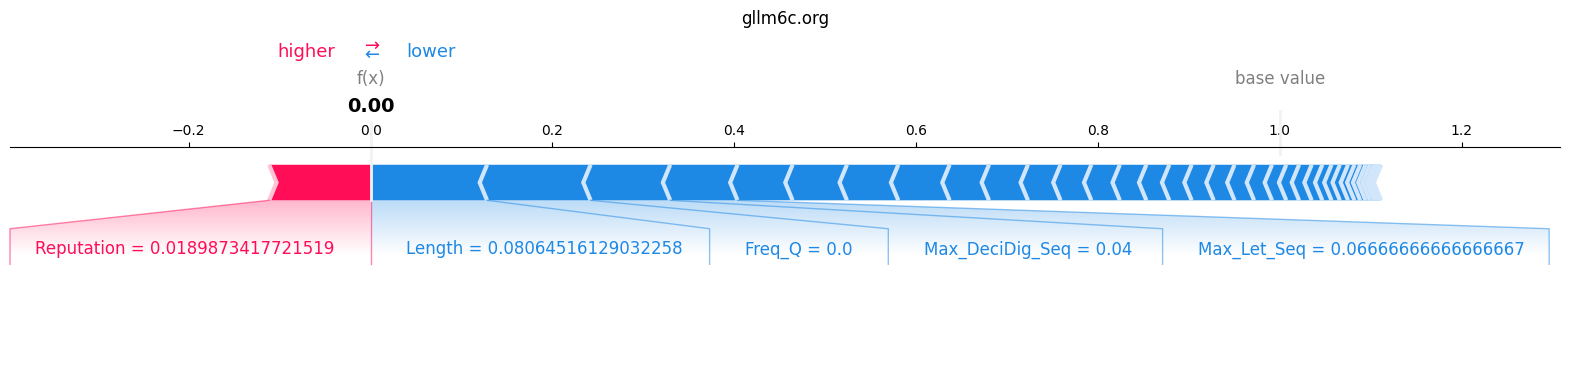 gllm6c.org
higher → ← lower
f(x) base value
0.00
−0.2 0.0 0.2 0.4 0.6 0.8 1.0 1.2
Reputation = 0.0189873417721519 Length = 0.08064516129032258 Freq_Q = 0.0 Max_DeciDig_Seq = 0.04 Max_Let_Seq = 0.06666666666666667